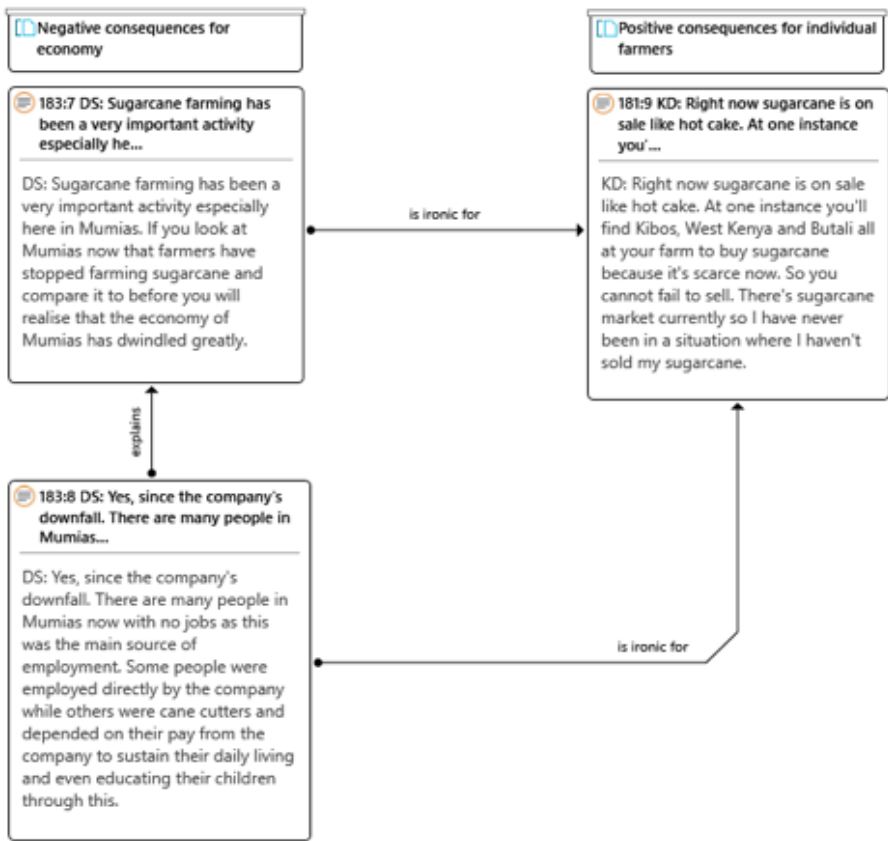 Negative consequences for
economy
183:7 DS: Sugarcane farming has
been a very important activity
especially he...
DS: Sugarcane farming has been a
very important activity especially
here in Mumias. If you look at
Mumias now that farmers have
stopped farming sugarcane and
compare it to before you will
realise that the economy of
Mumias has dwindled greatly.
is ironic for
Positive consequences for individual
farmers
181:9 KD: Right now sugarcane is on
sale like hot cake. At one instance
you'....
KD: Right now sugarcane is on sale
like hot cake. At one instance you'll
find Kibos, West Kenya and Butali all
at your farm to buy sugarcane
because it's scarce now. So you
cannot fail to sell. There's sugarcane
market currently so I have never
been in a situation where I haven't
sold my sugarcane.
explains
183:8 DS: Yes, since the company's
downfall. There are many people in
Mumias....
DS: Yes, since the company's
downfall. There are many people in
Mumias now with no jobs as this
was the main source of
employment. Some people were
employed directly by the company
while others were cane cutters and
depended on their pay from the
company to sustain their daily living
and even educating their children
through this.
is ironic for